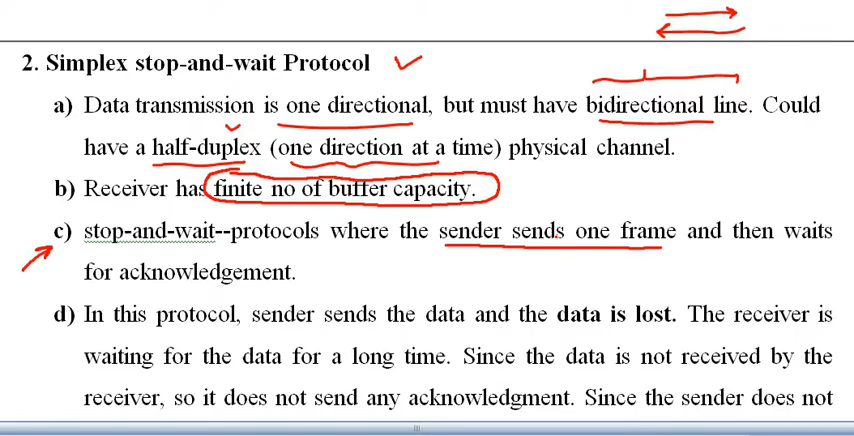 2. Simplex stop-and-wait Protocol
a) Data transmission is one directional, but must have bidirectional line. Could
have a half-duplex (one direction at a time) physical channel.
b) Receiver has finite no of buffer capacity.
c) stop-and-wait--protocols where the sender sends one frame and then waits
for acknowledgement.
d) In this protocol, sender sends the data and the data is lost. The receiver is
waiting for the data for a long time. Since the data is not received by the
receiver, so it does not send any acknowledgment. Since the sender does not